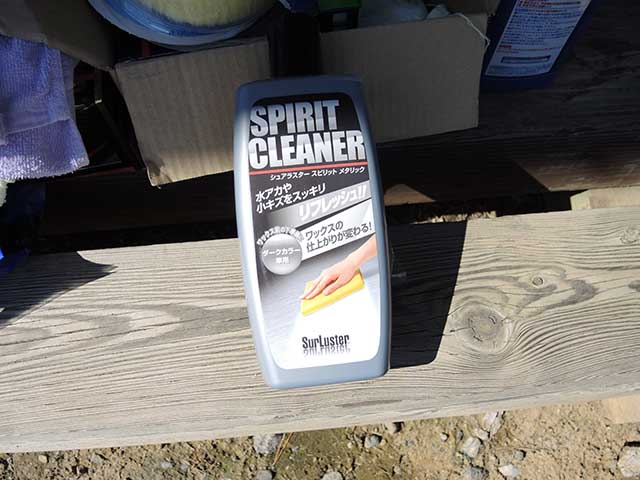 SPIRIT
CLEANER
シュアラスター スピリット メタリック
水アカや
小キズをスッキリ
リフレッシュ!!
ワックスの
仕上がりが変わる!
ダークカラー
車用
SurLuster